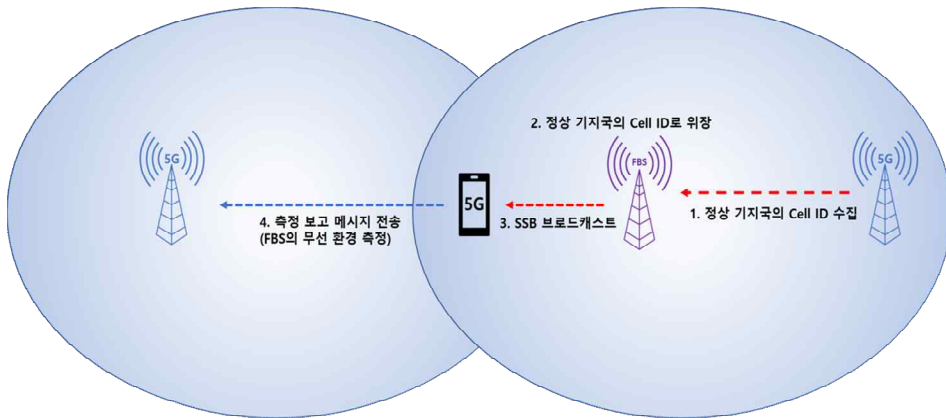 2. 정상 기지국의 Cell ID로 위장
5G
FBS
5G
5G
1. 정상 기지국의 Cell ID 수집
3. SSB 브로드캐스트
4. 측정 보고 메시지 전송
(FBS의 무선 환경 측정)